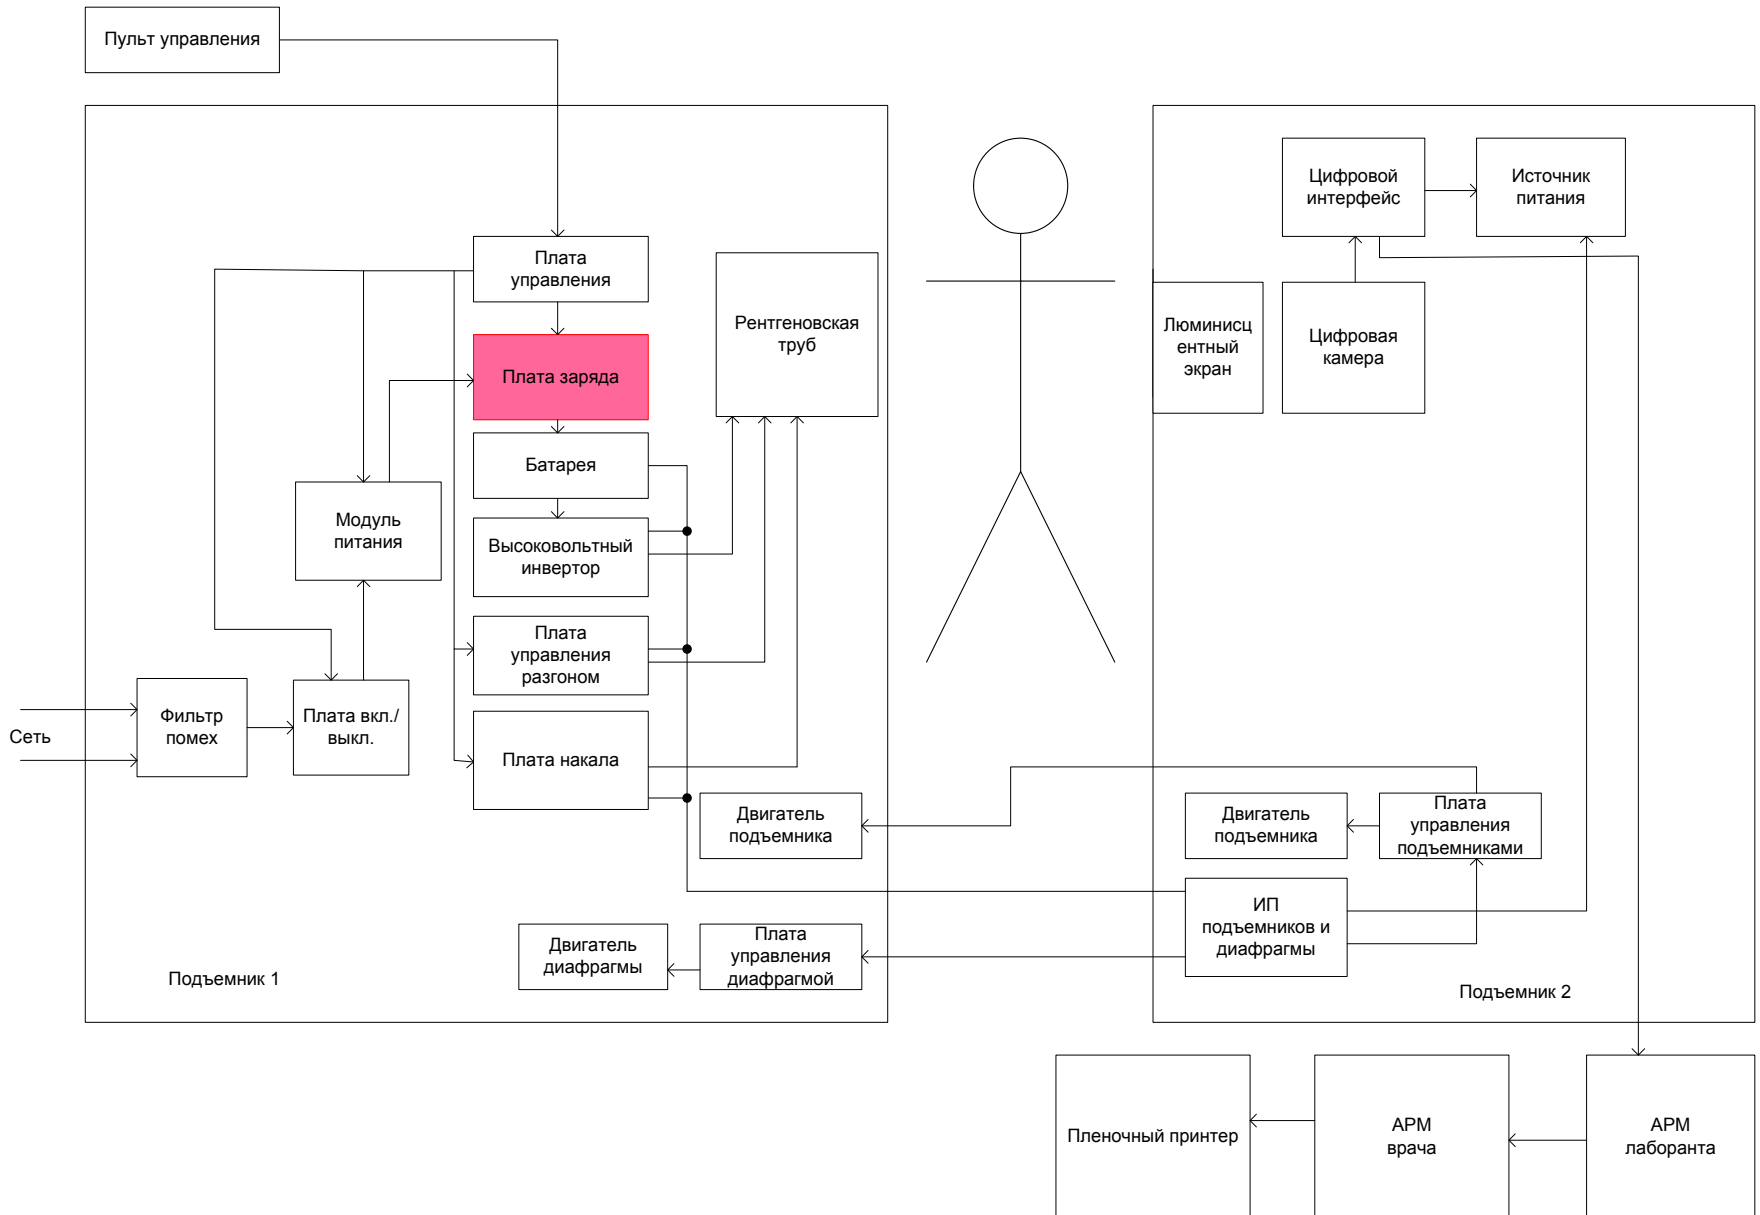 Пульт управления
Плата
управления
Плата заряда
Батарея
Высоковольтный
инвертор
Плата
управления
разгоном
Плата накала
Модуль
питания
Сеть
Фильтр
помех
Плата вкл./
выкл.
Рентгеновская
труб
Двигатель
подъемника
Двигатель
диафрагмы
Плата
управления
диафрагмой
Подъемник 1
Цифровой
интерфейс
Источник
питания
Люминисц
ентный
экран
Цифровая
камера
Двигатель
подъемника
Плата
управления
подъемниками
ИП
подъемников и
диафрагмы
Подъемник 2
Пленочный принтер
АРМ
врача
АРМ
лаборанта